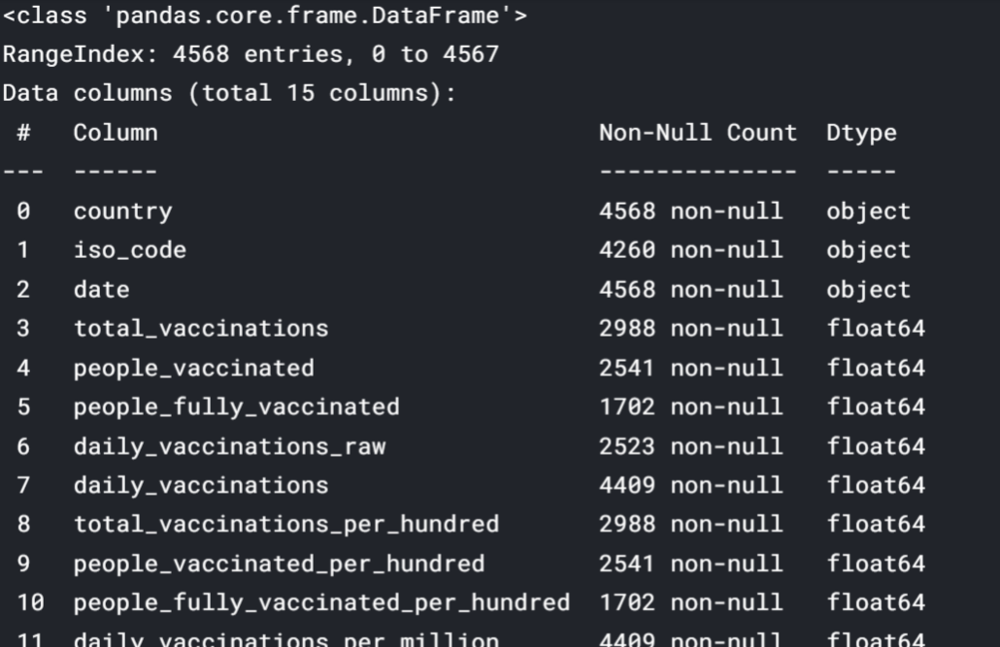 <class 'pandas.core.frame.DataFrame'>
RangeIndex: 4568 entries, 0 to 4567
Data columns (total 15 columns):
 #   Column                               Non-Null Count  Dtype
---  ------                               --------------  -----
 0   country                              4568 non-null   object
 1   iso_code                             4260 non-null   object
 2   date                                 4568 non-null   object
 3   total_vaccinations                   2988 non-null   float64
 4   people_vaccinated                    2541 non-null   float64
 5   people_fully_vaccinated              1702 non-null   float64
 6   daily_vaccinations_raw               2523 non-null   float64
 7   daily_vaccinations                   4409 non-null   float64
 8   total_vaccinations_per_hundred       2988 non-null   float64
 9   people_vaccinated_per_hundred        2541 non-null   float64
 10  people_fully_vaccinated_per_hundred  1702 non-null   float64
 11  daily_vaccinations_per_million       4409 non-null   float64